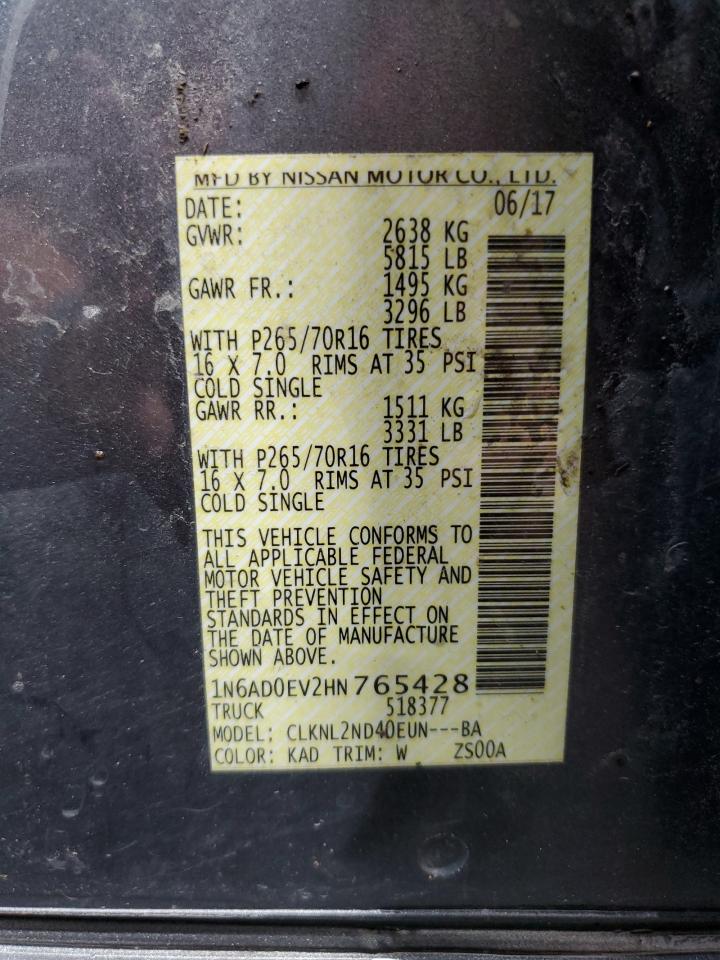 MFD BY NISSAN MOTOR CO., LTD.
DATE: 06/17
GVWR: 2638 KG
5815 LB
GAWR FR.: 1495 KG
3296 LB
WITH P265/70R16 TIRES
16 X 7.0 RIMS AT 35 PSI
COLD SINGLE
GAWR RR.: 1511 KG
3331 LB
WITH P265/70R16 TIRES
16 X 7.0 RIMS AT 35 PSI
COLD SINGLE
THIS VEHICLE CONFORMS TO
ALL APPLICABLE FEDERAL
MOTOR VEHICLE SAFETY AND
THEFT PREVENTION
STANDARDS IN EFFECT ON
THE DATE OF MANUFACTURE
SHOWN ABOVE.
1N6AD0EV2HN765428
TRUCK 518377
MODEL: CLKNL2ND40EUN---BA
COLOR: KAD TRIM: W ZS00A